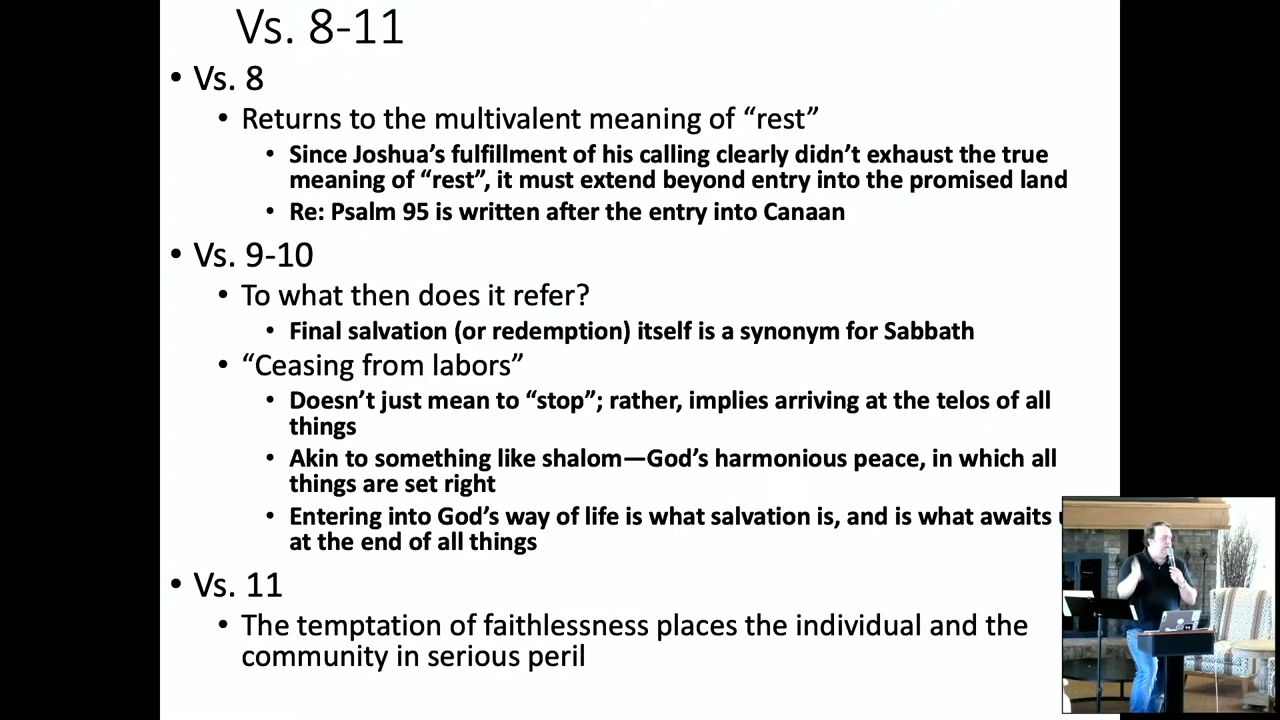 Vs. 8-11
• Vs. 8
• Returns to the multivalent meaning of “rest”
• Since Joshua’s fulfillment of his calling clearly didn’t exhaust the true
meaning of “rest”, it must extend beyond entry into the promised land
• Re: Psalm 95 is written after the entry into Canaan
• Vs. 9-10
• To what then does it refer?
• Final salvation (or redemption) itself is a synonym for Sabbath
• “Ceasing from labors”
• Doesn’t just mean to “stop”; rather, implies arriving at the telos of all
things
• Akin to something like shalom—God’s harmonious peace, in which all
things are set right
• Entering into God’s way of life is what salvation is, and is what awaits
at the end of all things
• Vs. 11
• The temptation of faithlessness places the individual and the
community in serious peril